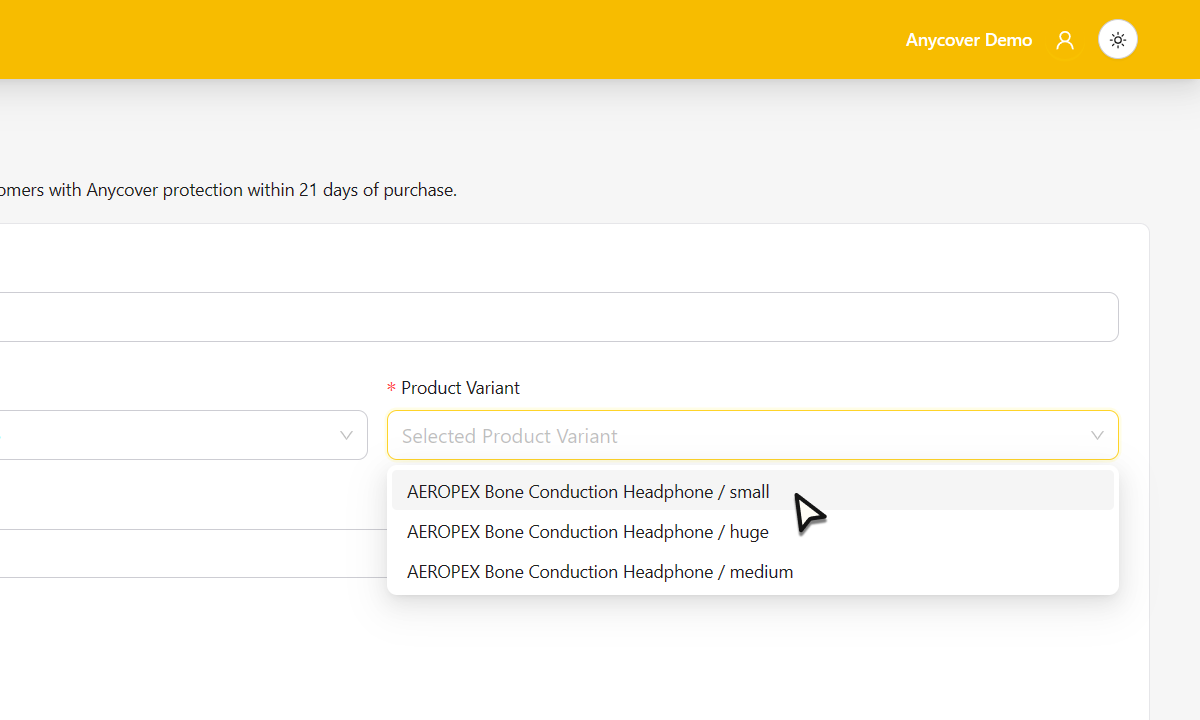 Anycover Demo
omers with Anycover protection within 21 days of purchase.
* Product Variant
Selected Product Variant
AEROPEX Bone Conduction Headphone / small
AEROPEX Bone Conduction Headphone / huge
AEROPEX Bone Conduction Headphone / medium